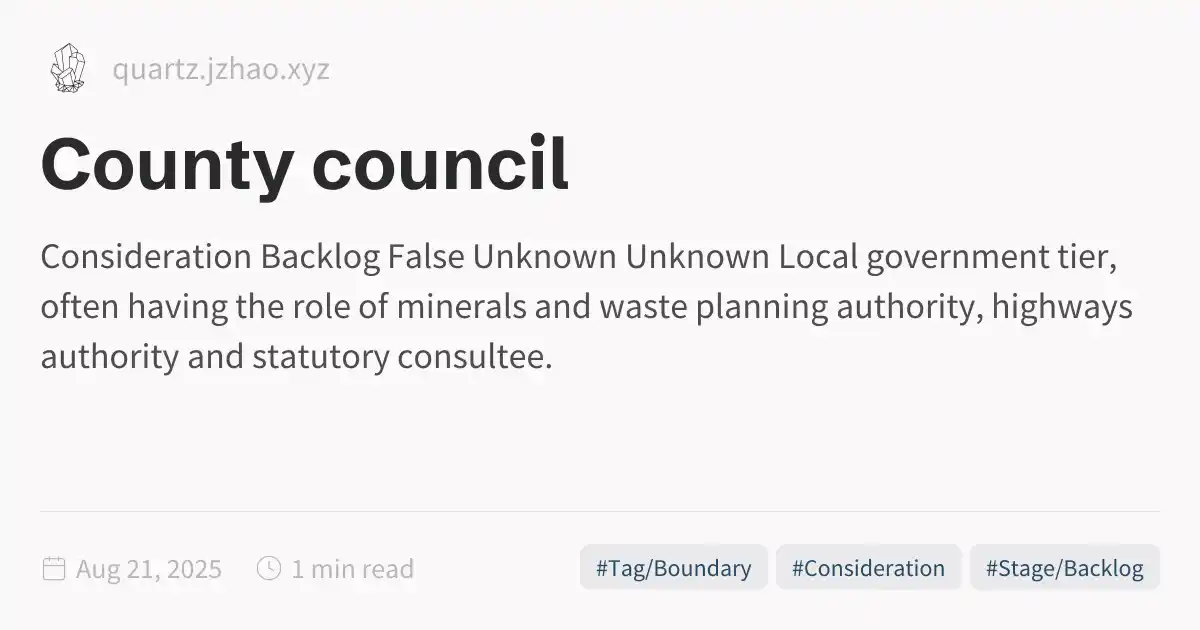 quartz.jzhao.xyz
County council
Consideration Backlog False Unknown Unknown Local government tier,
often having the role of minerals and waste planning authority, highways
authority and statutory consultee.
Aug 21, 2025 1 min read #Tag/Boundary #Consideration #Stage/Backlog